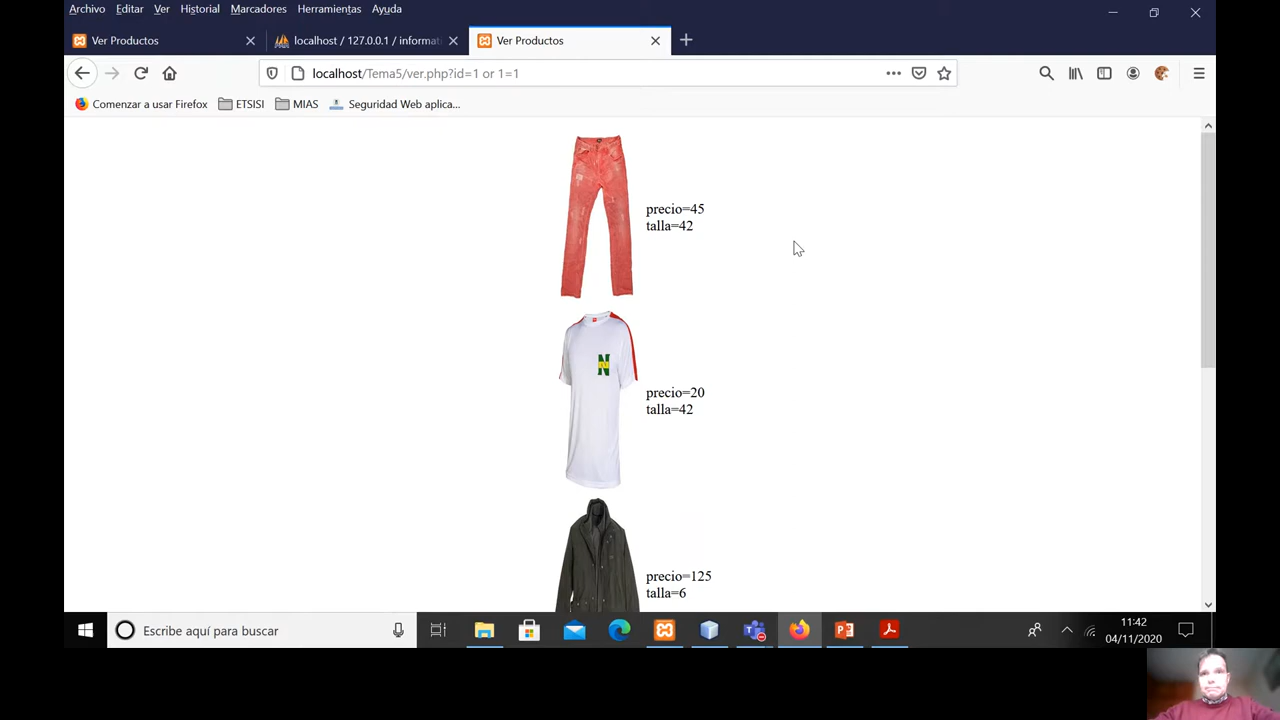 Archivo Editar Ver Historial Marcadores Herramientas Ayuda
Ver Productos
localhost / 127.0.0.1 / informat
Ver Productos
localhost/Tema5/ver.php?id=1 or 1=1
Comenzar a usar Firefox ETSISI MIAS Seguridad Web aplica...
precio=45
talla=42
N
precio=20
talla=42
precio=125
talla=6
Escribe aquí para buscar
11:42
04/11/2020